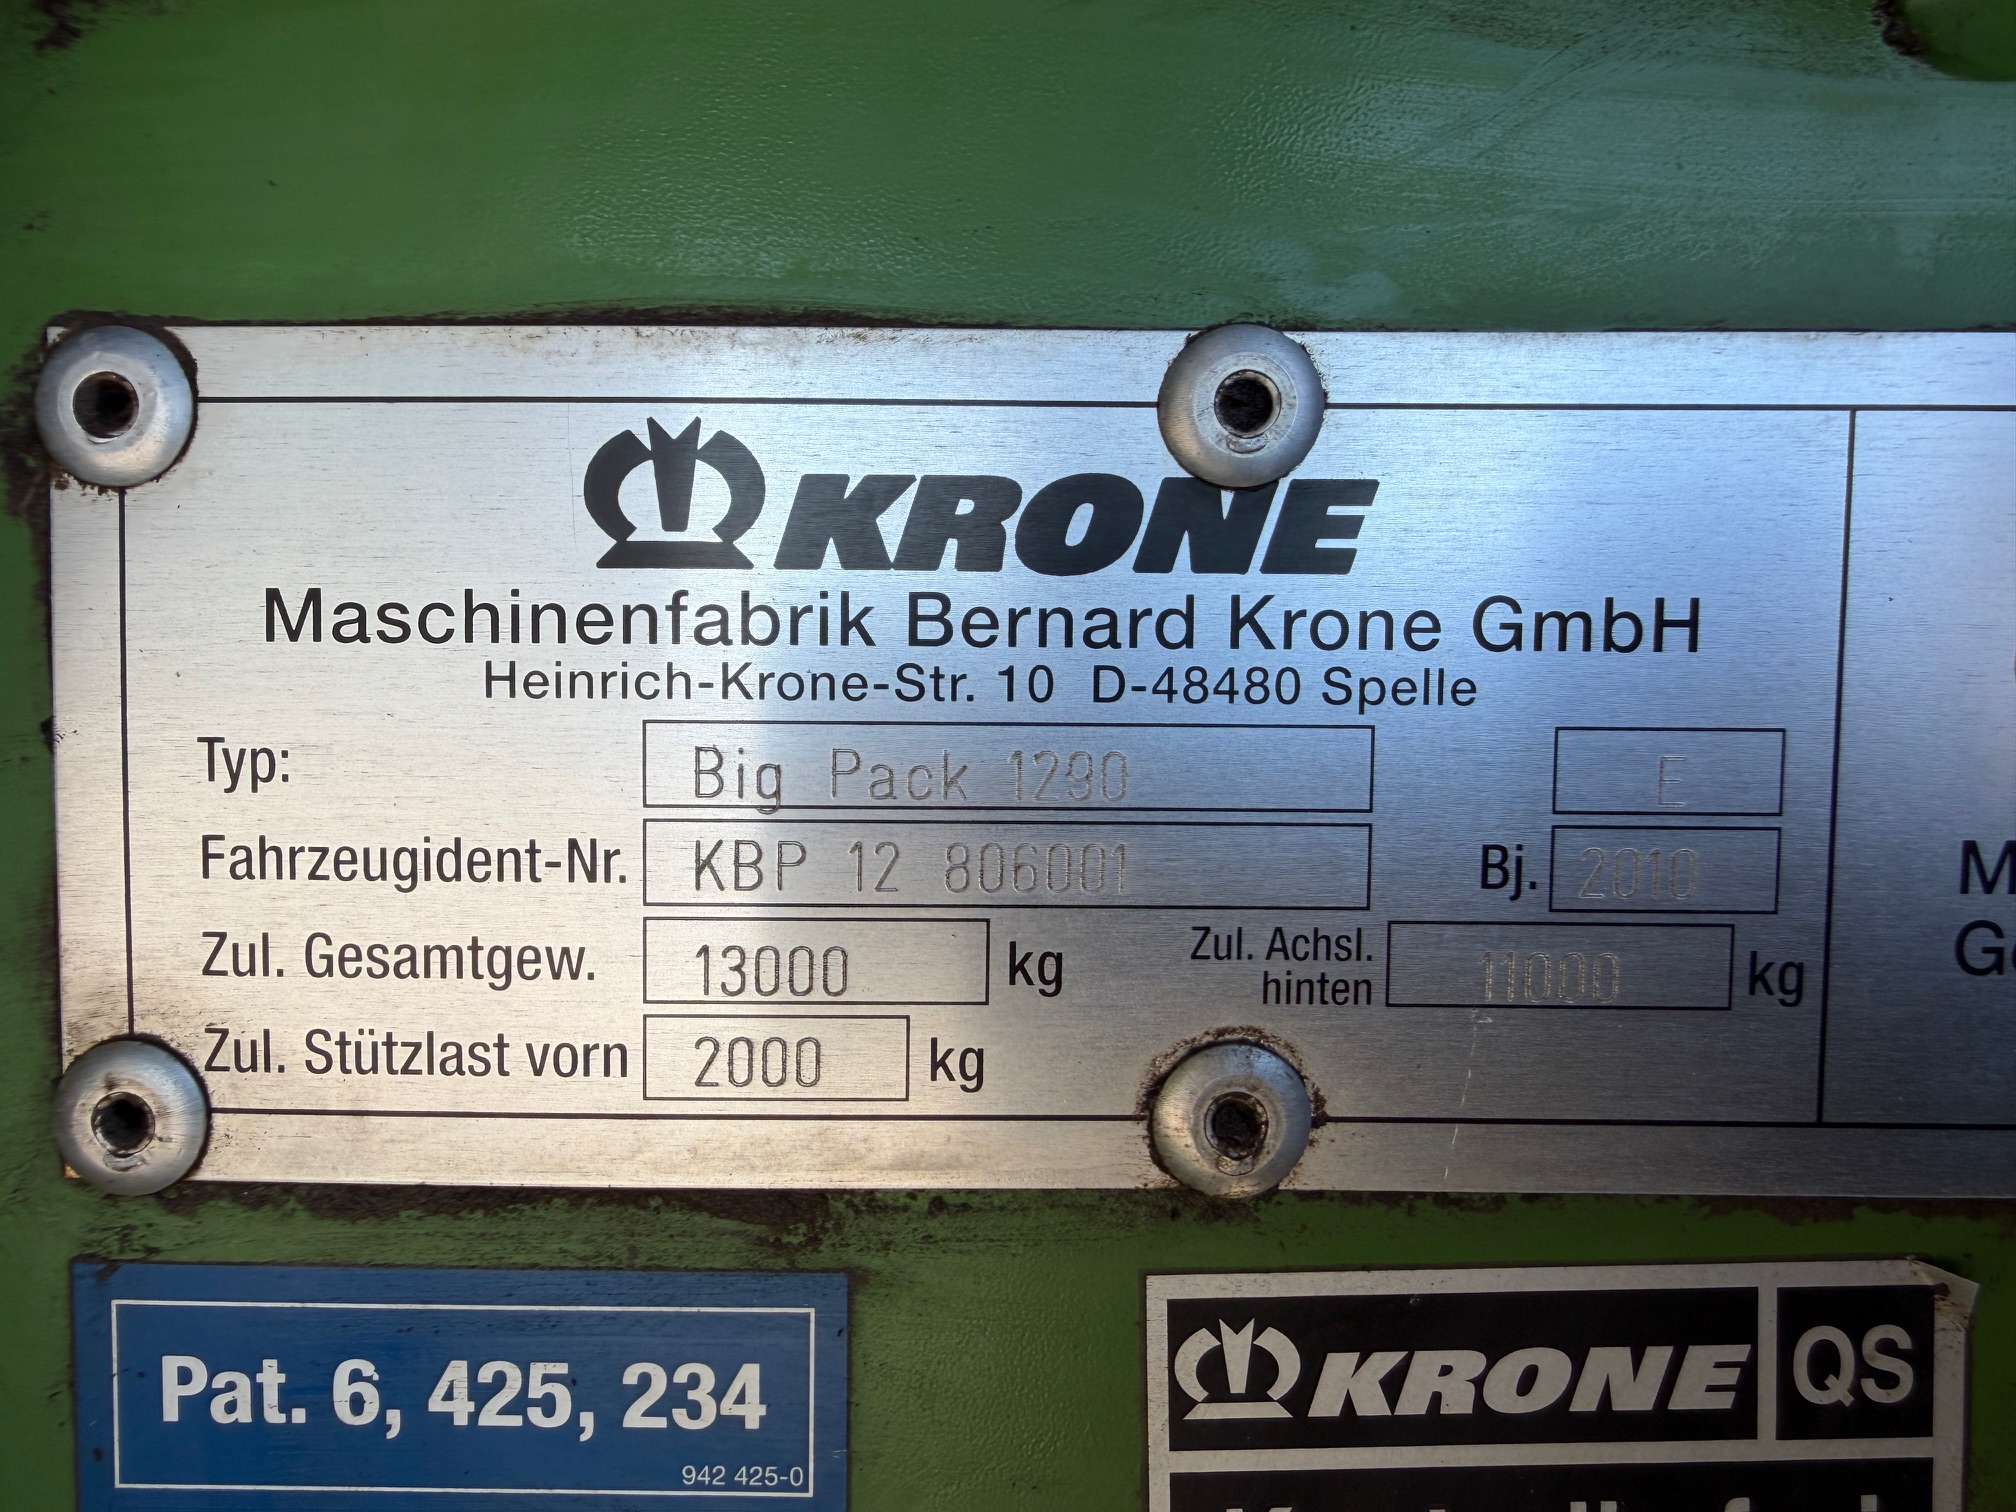 KRONE
Maschinenfabrik Bernard Krone GmbH
Heinrich-Krone-Str. 10 D-48480 Spelle
Typ: Big Pack 1290 E
Fahrzeugident-Nr. KBP 12 806001 Bj. 2010
Zul. Gesamtgew. 13000 kg Zul. Achsl. hinten 11000 kg
Zul. Stützlast vorn 2000 kg
Pat. 6, 425, 234
942 425-0
KRONE QS